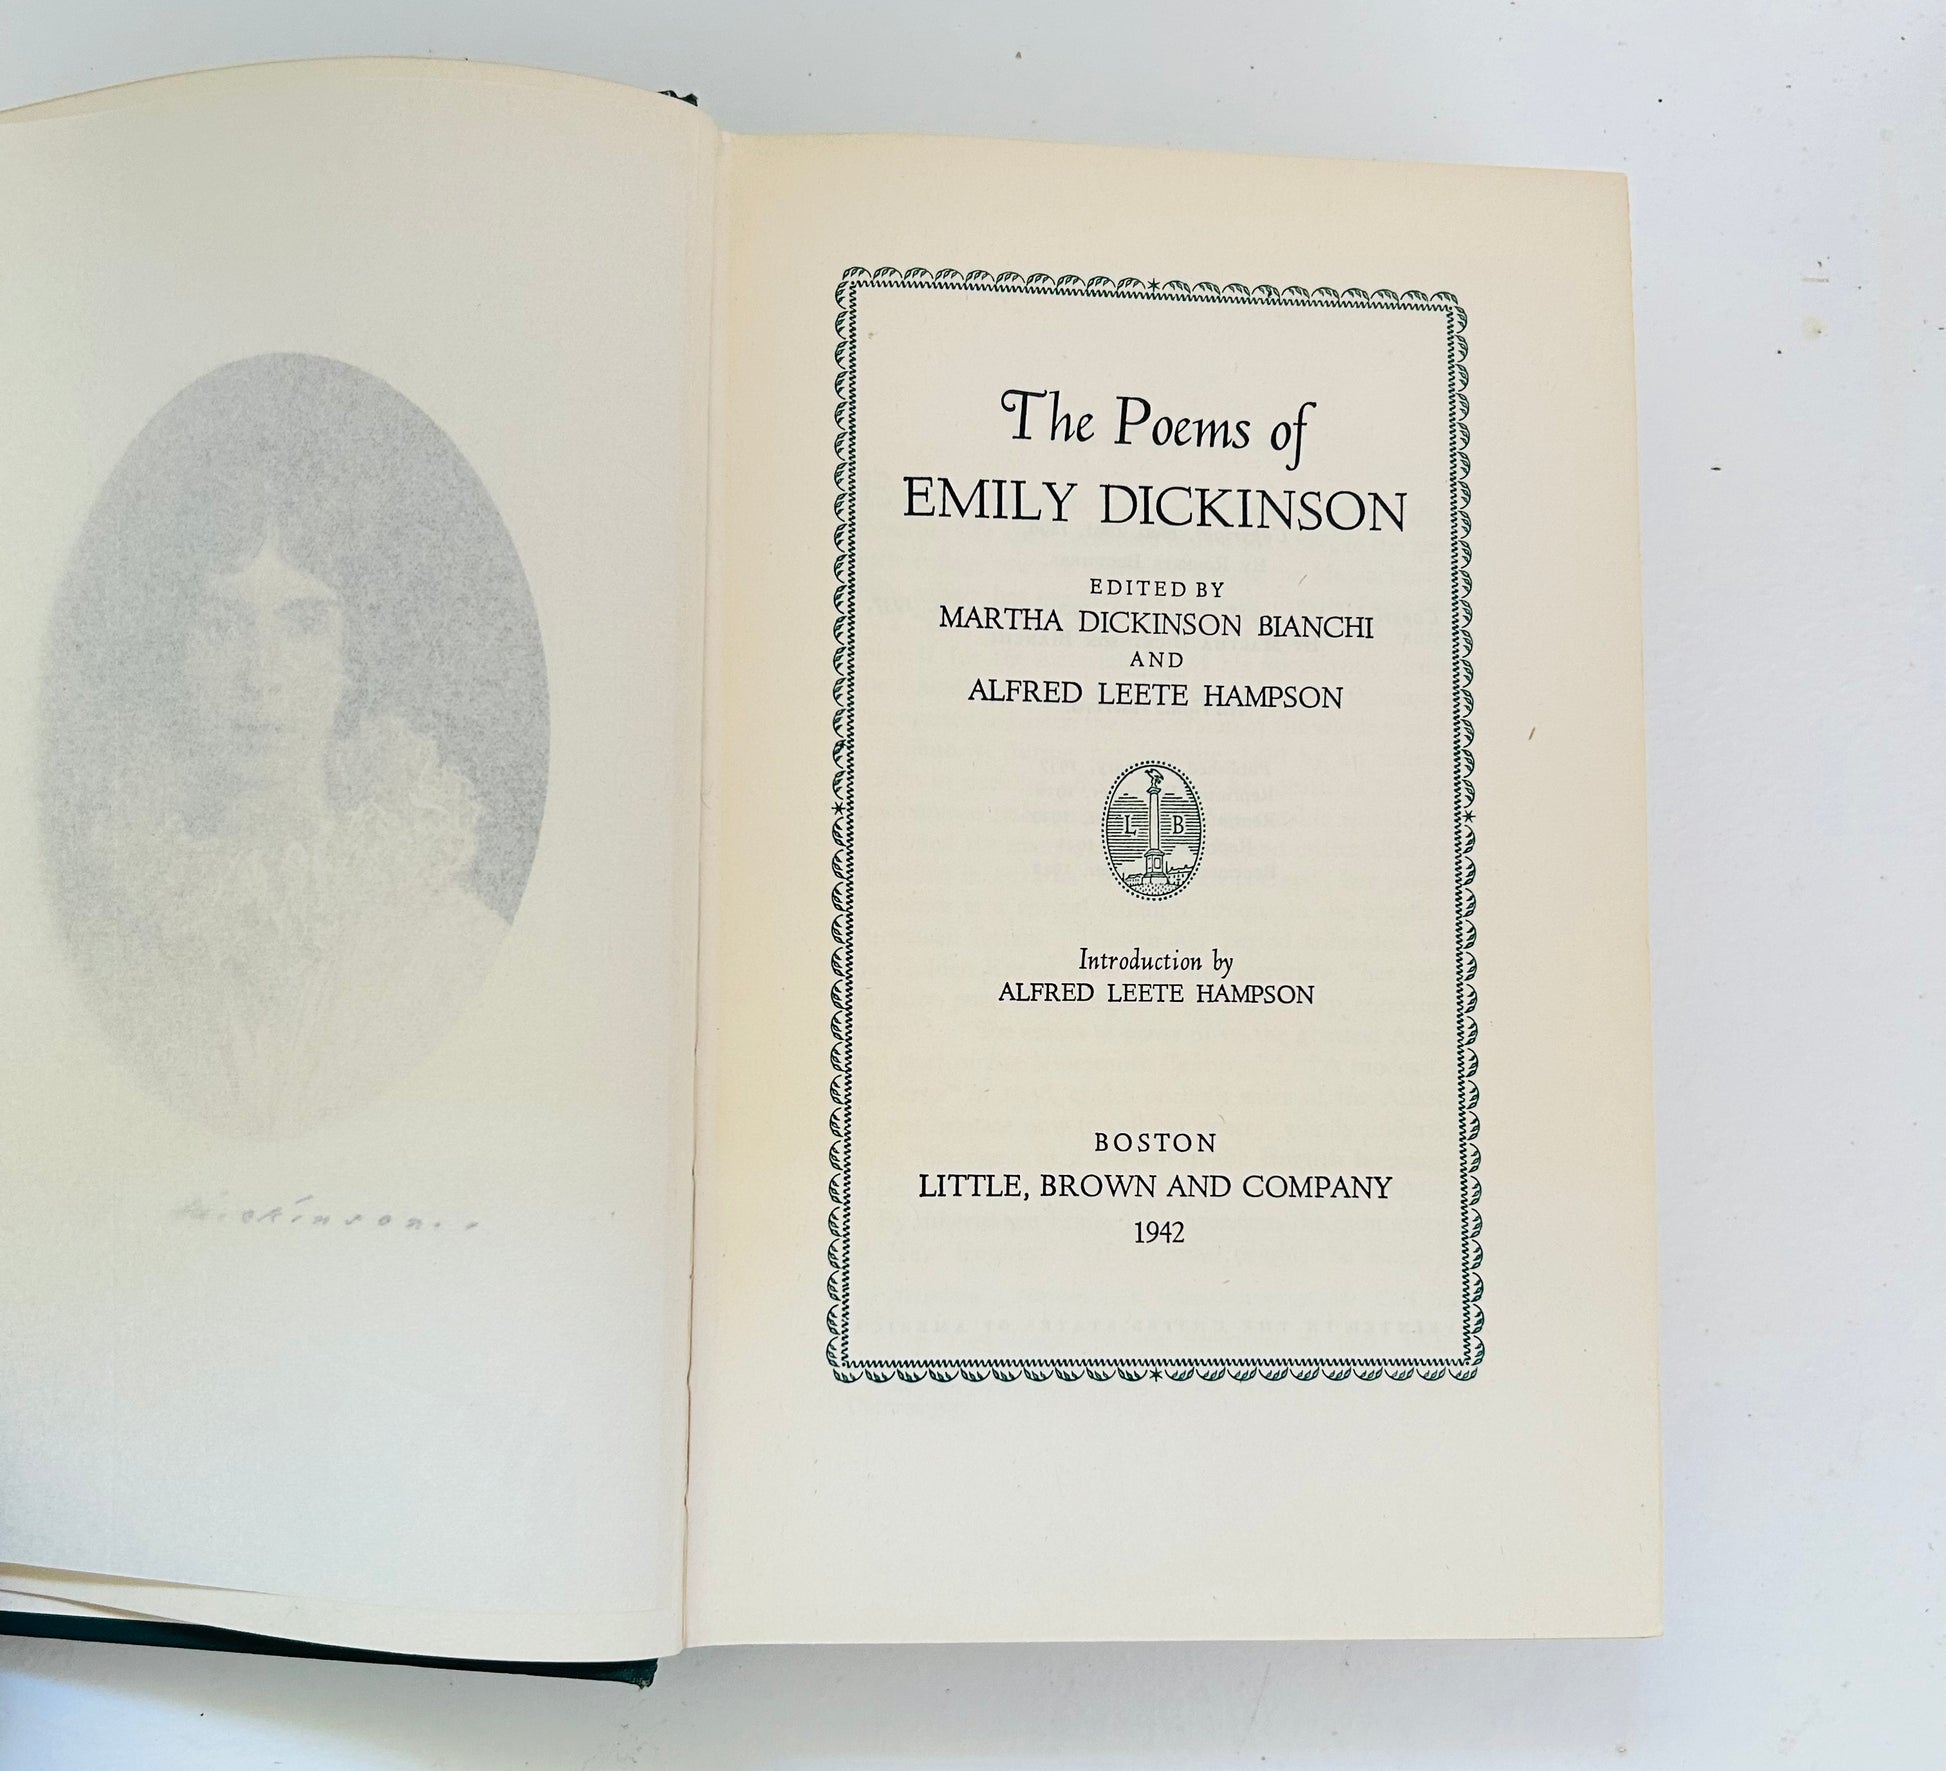 The Poems of
EMILY DICKINSON
EDITED BY
MARTHA DICKINSON BIANCHI
AND
ALFRED LEETE HAMPSON
L B
Introduction by
ALFRED LEETE HAMPSON
BOSTON
LITTLE, BROWN AND COMPANY
1942